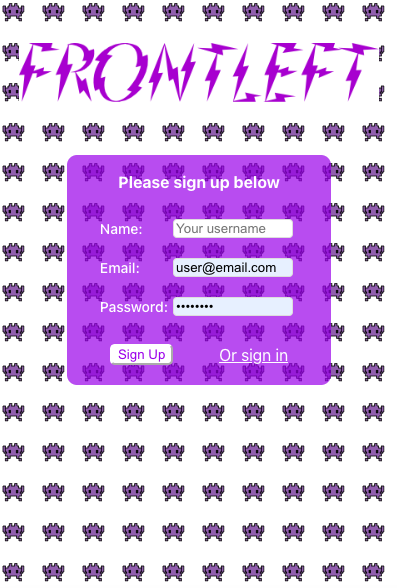 FRONTLEFT
Please sign up below
Name: Your username
Email: user@email.com
Password: ••••••••
Sign Up Or sign in